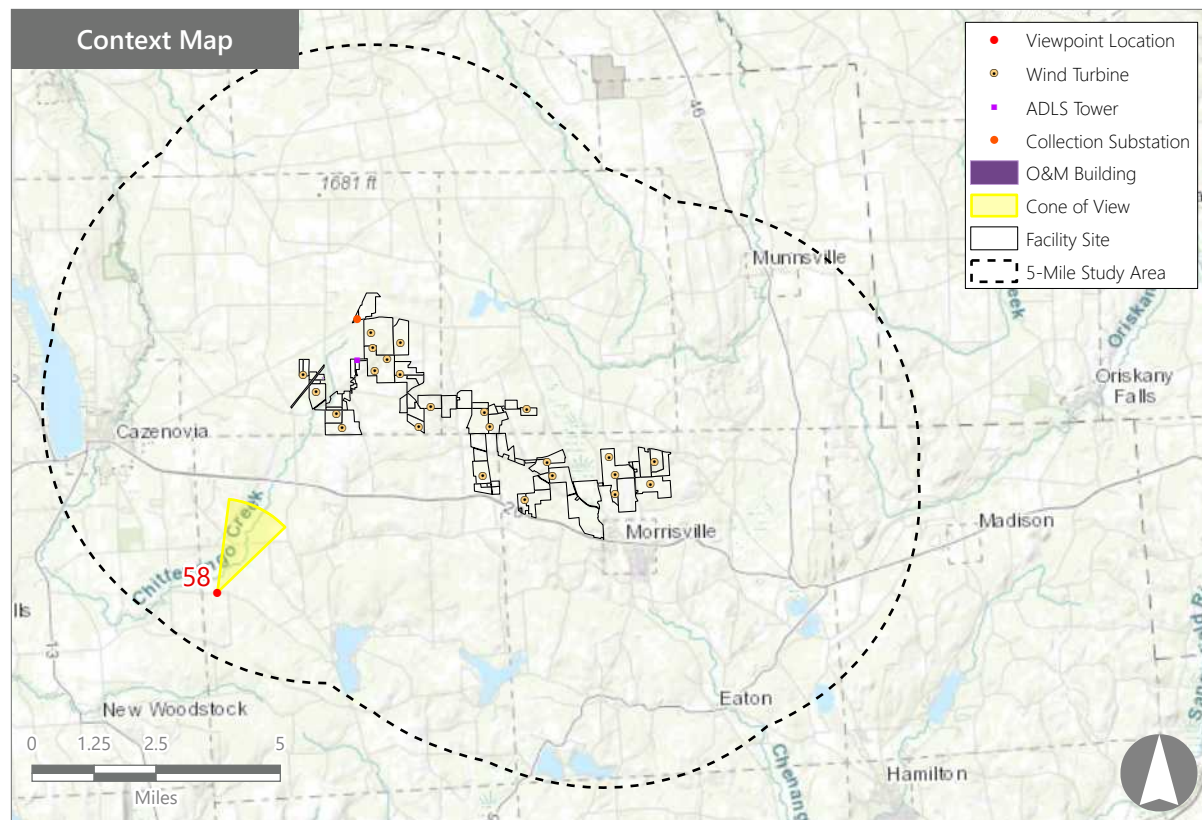 Context Map
Viewpoint Location
Wind Turbine
ADLS Tower
Collection Substation
O&M Building
Cone of View
Facility Site
5-Mile Study Area
46
1681 ft
Munnsville
Oriskany
Falls
Cazenovia
Madison
Morrisville
58
13
New Woodstock
Eaton
Hamilton
0 1.25 2.5 5
Miles